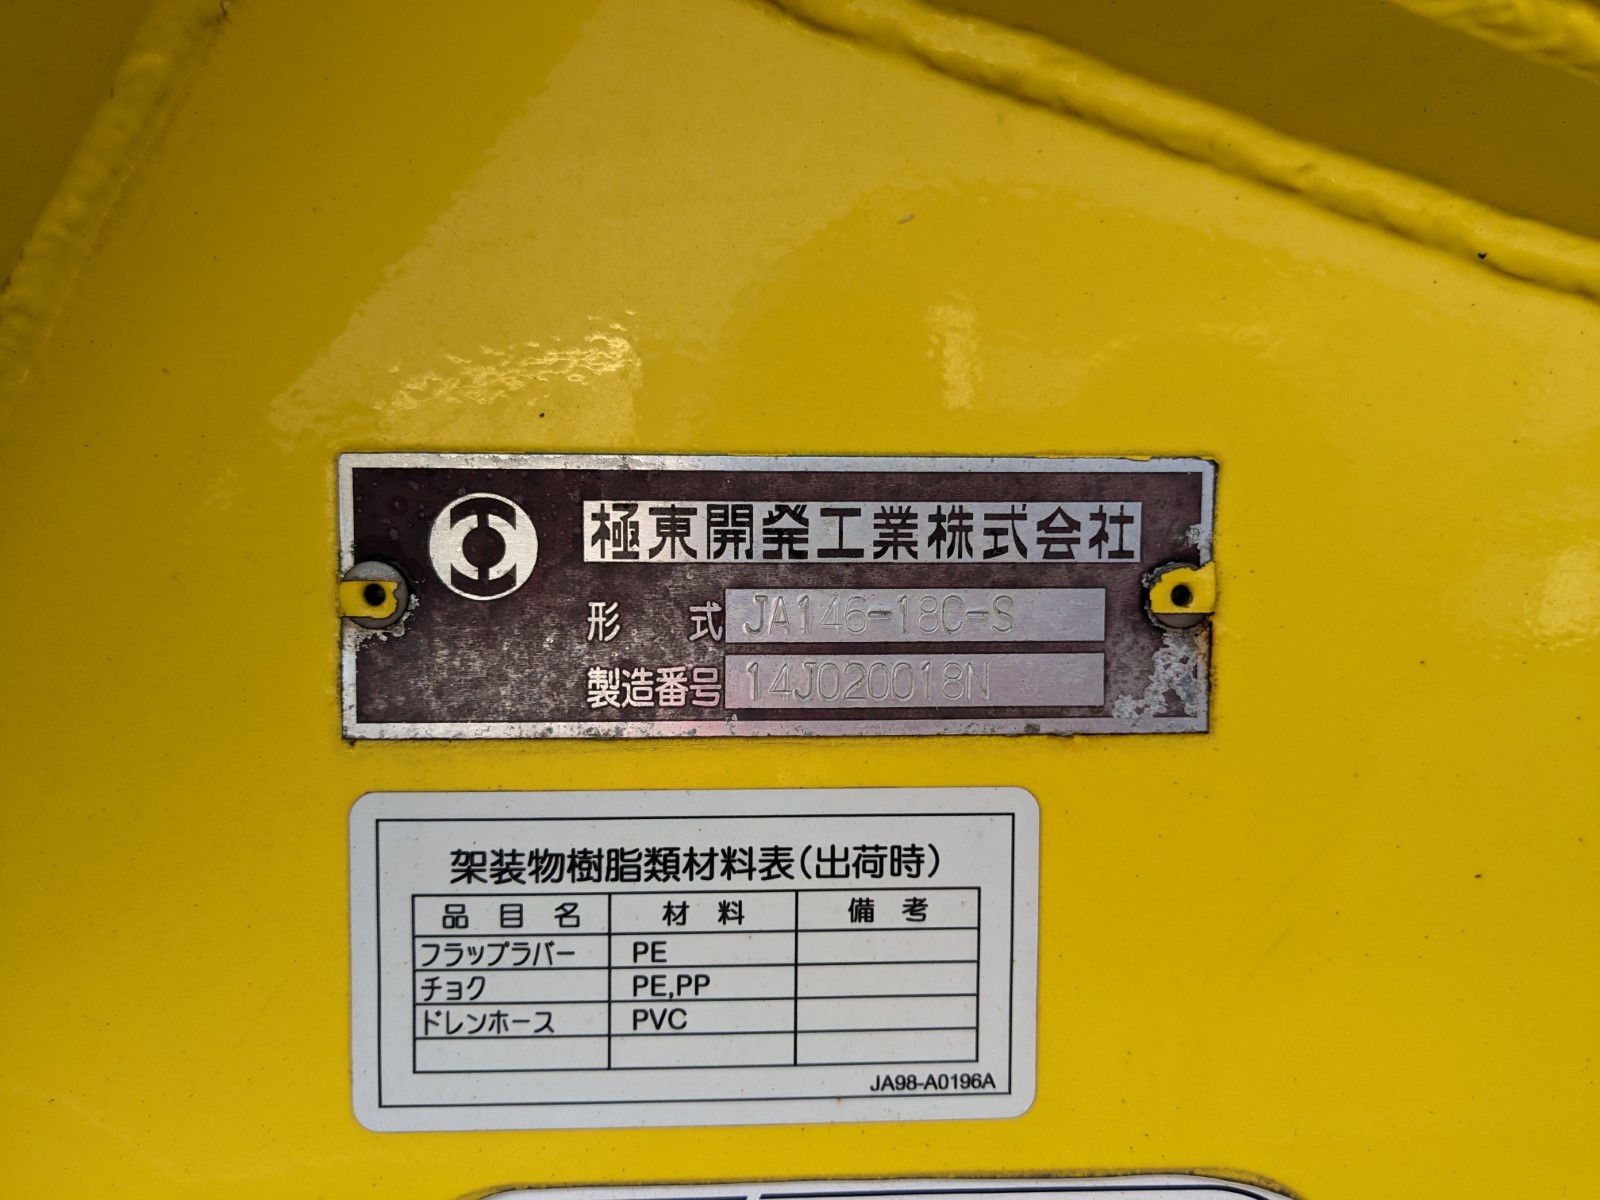 極東開発工業株式会社
形 式 JA146-18C-S
製造番号 14J020018N
架装物樹脂類材料表(出荷時)
品目名 材料 備考
フラップラバー PE
チョク PE,PP
ドレンホース PVC
JA98-A0196A